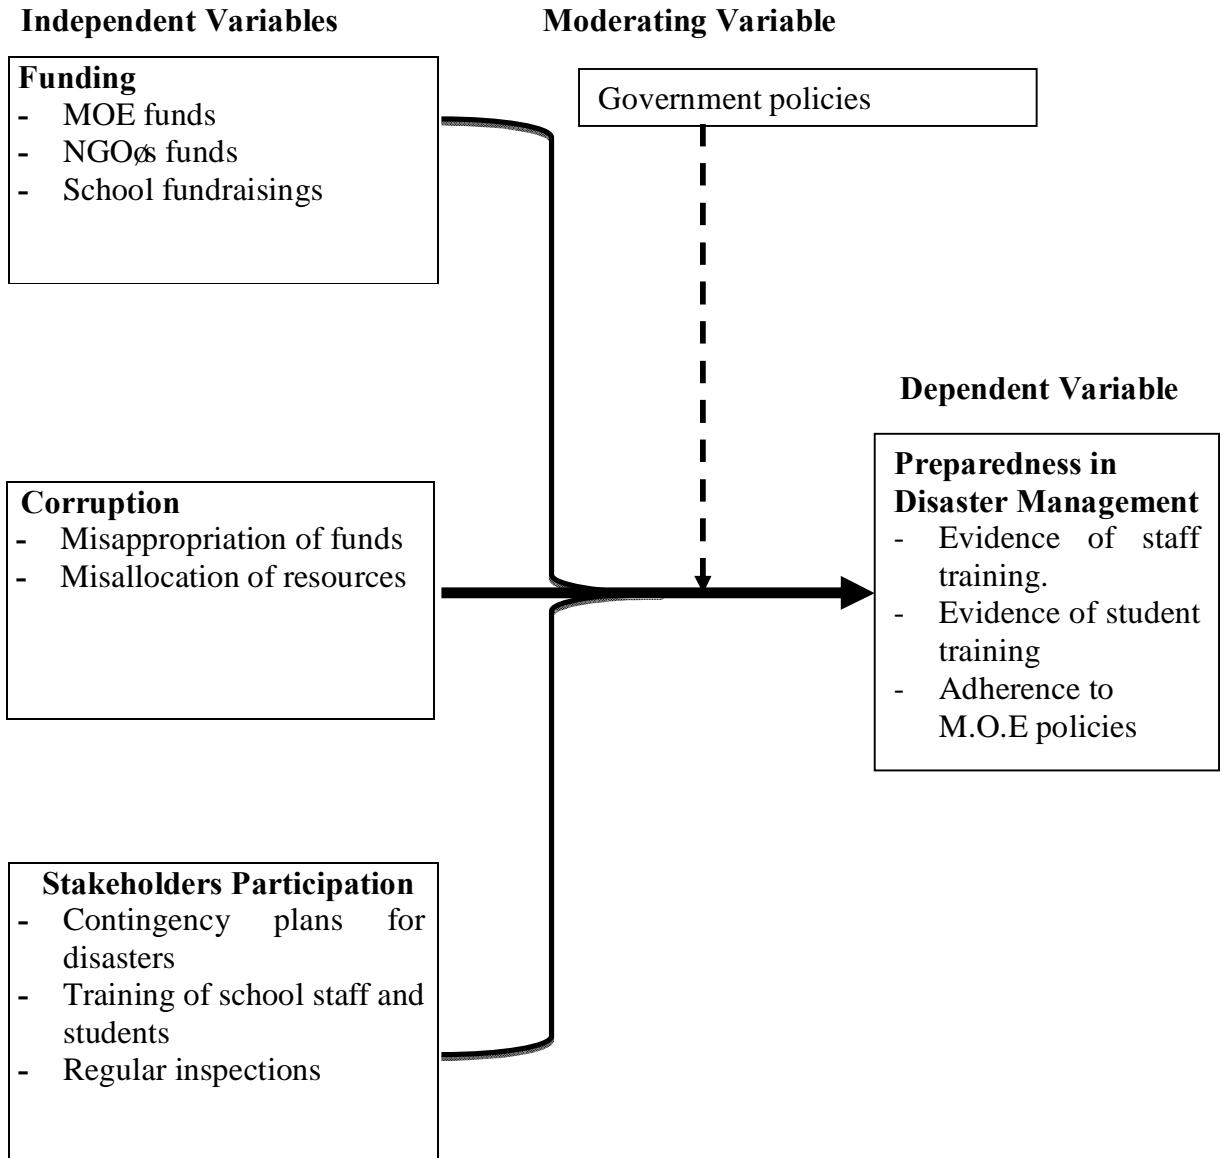 Independent Variables
Funding
- MOE funds
- NGOøs funds
- School fundraisings
Moderating Variable
Government policies
Corruption
- Misappropriation of funds
- Misallocation of resources
Stakeholders Participation
- Contingency plans for
disasters
- Training of school staff and
students
- Regular inspections
Dependent Variable
Preparedness in
Disaster Management
- Evidence of staff
training.
- Evidence of student
training
- Adherence to
M.O.E policies